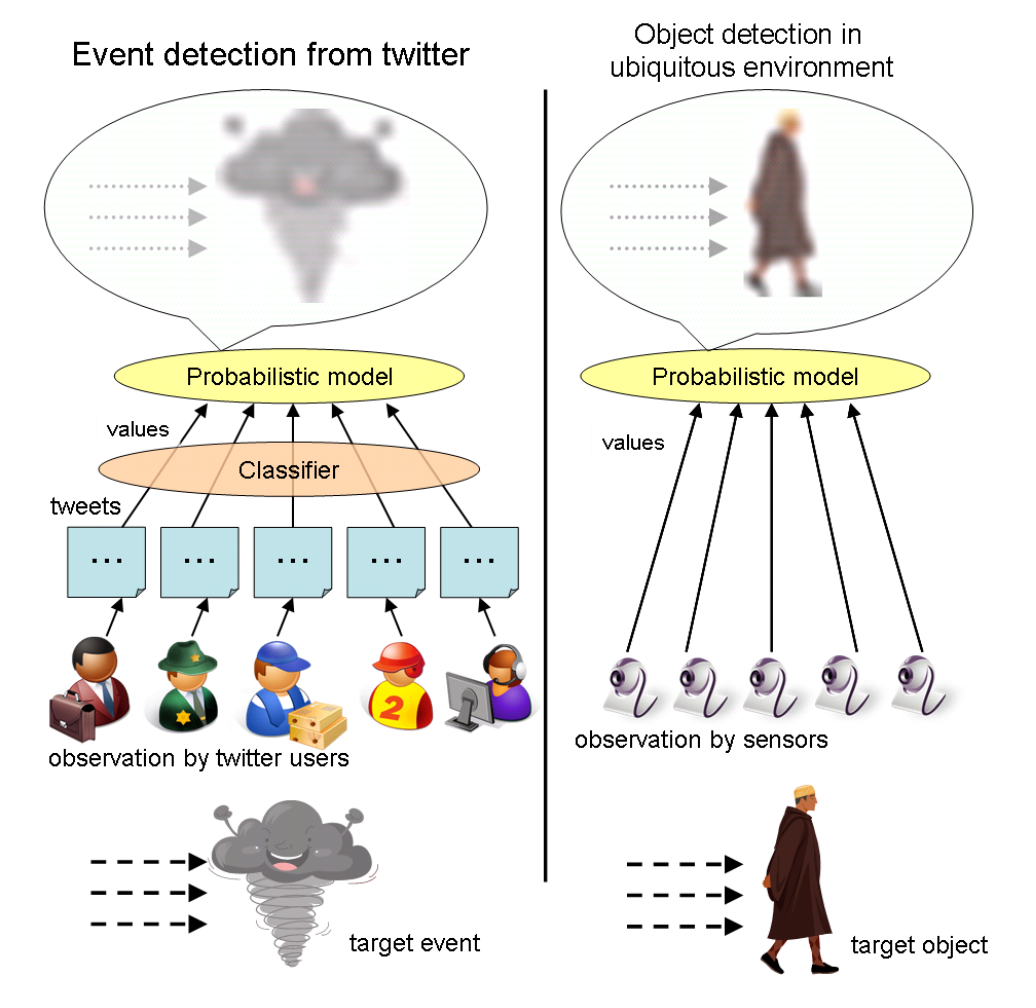 Event detection from twitter
Object detection in
ubiquitous environment
Probabilistic model
values
Classifier
tweets
... ... ... ... ...
observation by twitter users
target event
Probabilistic model
values
observation by sensors
target object
2